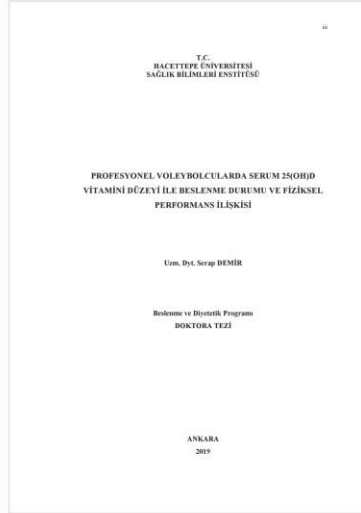 iii
T.C.
HACETTEPE ÜNİVERSİTESİ
SAĞLIK BİLİMLERİ ENSTİTÜSÜ
PROFESYONEL VOLEYBOLCULARDA SERUM 25(OH)D
VİTAMİNİ DÜZEYİ İLE BESLENME DURUMU VE FİZİKSEL
PERFORMANS İLİŞKİSİ
Uzm. Dyt. Serap DEMİR
Beslenme ve Diyetetik Programı
DOKTORA TEZİ
ANKARA
2019